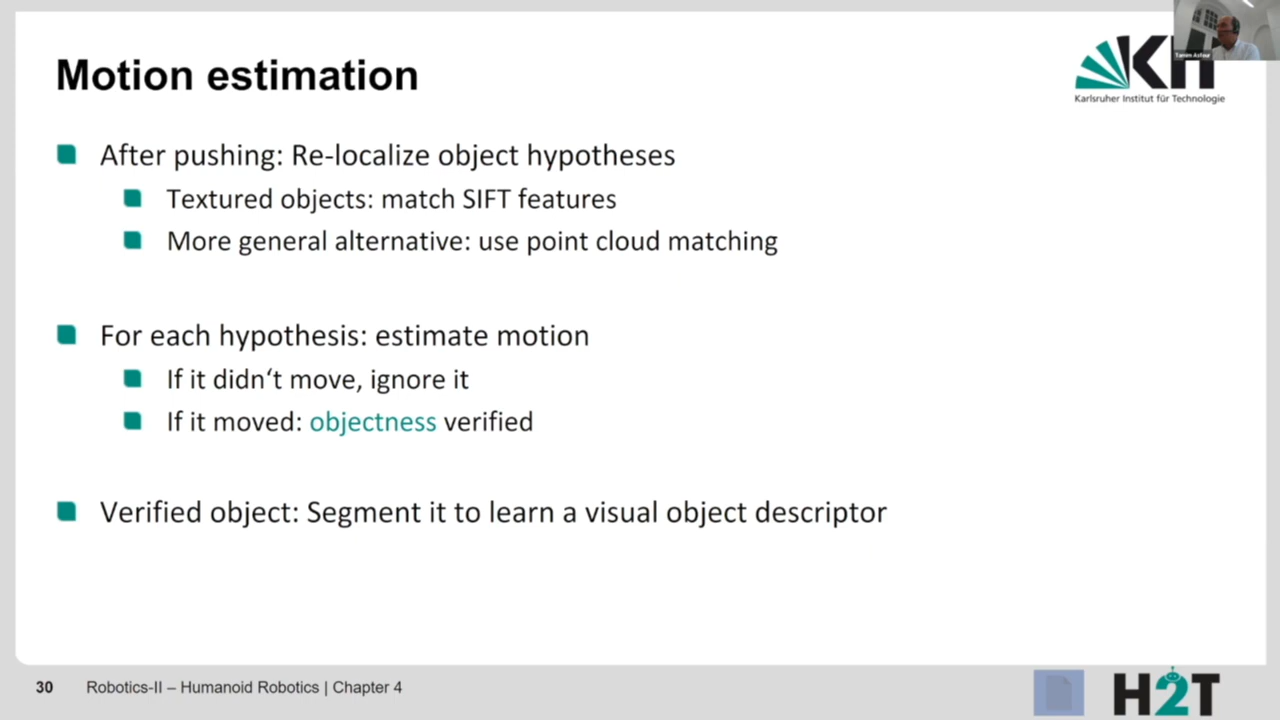 Motion estimation
KIT
Karlsruher Institut für Technologie
Tamim Asfour
After pushing: Re-localize object hypotheses
Textured objects: match SIFT features
More general alternative: use point cloud matching
For each hypothesis: estimate motion
If it didn‘t move, ignore it
If it moved: objectness verified
Verified object: Segment it to learn a visual object descriptor
30 Robotics-II – Humanoid Robotics | Chapter 4
H2T